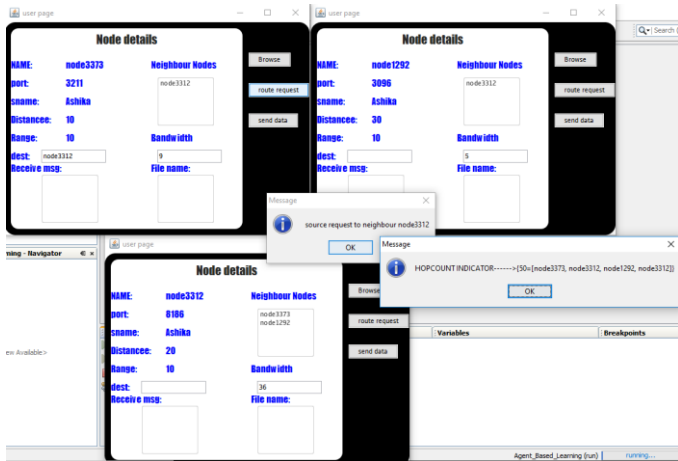 user page
Node details
NAME: node3373 Neighbour Nodes
Browse
port: 3211 node3312
route request
sname: Ashika
Distancee: 10
send data
Range: 10 Bandwidth
dest: node3312 9
Receive msg: File name:
user page
Search (
Node details
NAME: node1292 Neighbour Nodes
Browse
port: 3096 node3312
route request
sname: Ashika
Distancee: 30
send data
Range: 10 Bandwidth
dest: 5
Receive msg: File name:
Message
source request to neighbour node3312
OK
Message
HOPCOUNT INDICATOR------>{50=[node3373, node3312, node1292, node3312]}
OK
ning - Navigator
ew Available>
user page
Node details
NAME: node3312 Neighbour Nodes
Browse
port: 8186 node3373
node1292
route request
sname: Ashika
Distancee: 20
send data
Range: 10 Bandwidth
dest: 36
Receive msg: File name:
Variables Breakpoints
Agent_Based_Learning (run) running...